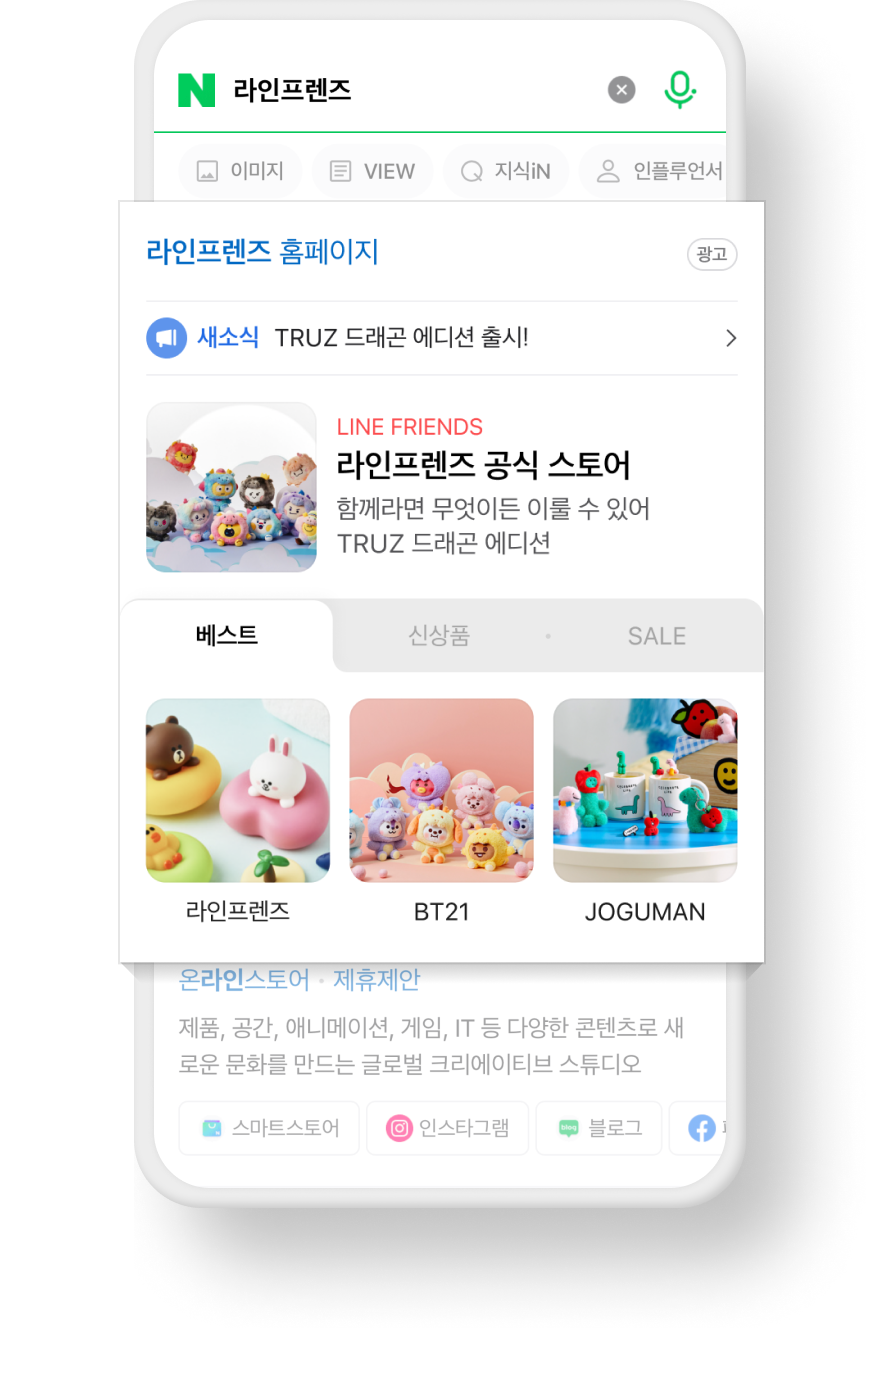 N 라인프렌즈
이미지 VIEW 지식iN 인플루언서
라인프렌즈 홈페이지 광고
새소식 TRUZ 드래곤 에디션 출시!
LINE FRIENDS
라인프렌즈 공식 스토어
함께라면 무엇이든 이룰 수 있어
TRUZ 드래곤 에디션
베스트 신상품 · SALE
라인프렌즈 BT21 JOGUMAN
온라인스토어 · 제휴제안
제품, 공간, 애니메이션, 게임, IT 등 다양한 콘텐츠로 새
로운 문화를 만드는 글로벌 크리에이티브 스튜디오
스마트스토어 인스타그램 blog 블로그